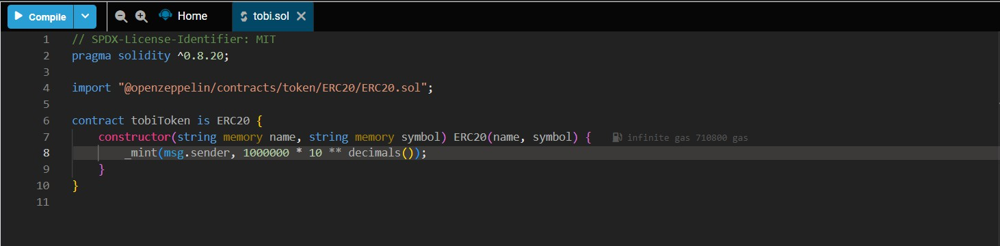 Compile Home tobi.sol
1 // SPDX-License-Identifier: MIT
2 pragma solidity ^0.8.20;
3
4 import "@openzeppelin/contracts/token/ERC20/ERC20.sol";
5
6 contract tobiToken is ERC20 {
7 constructor(string memory name, string memory symbol) ERC20(name, symbol) { infinite gas 710800 gas
8 _mint(msg.sender, 1000000 * 10 ** decimals());
9 }
10 }
11